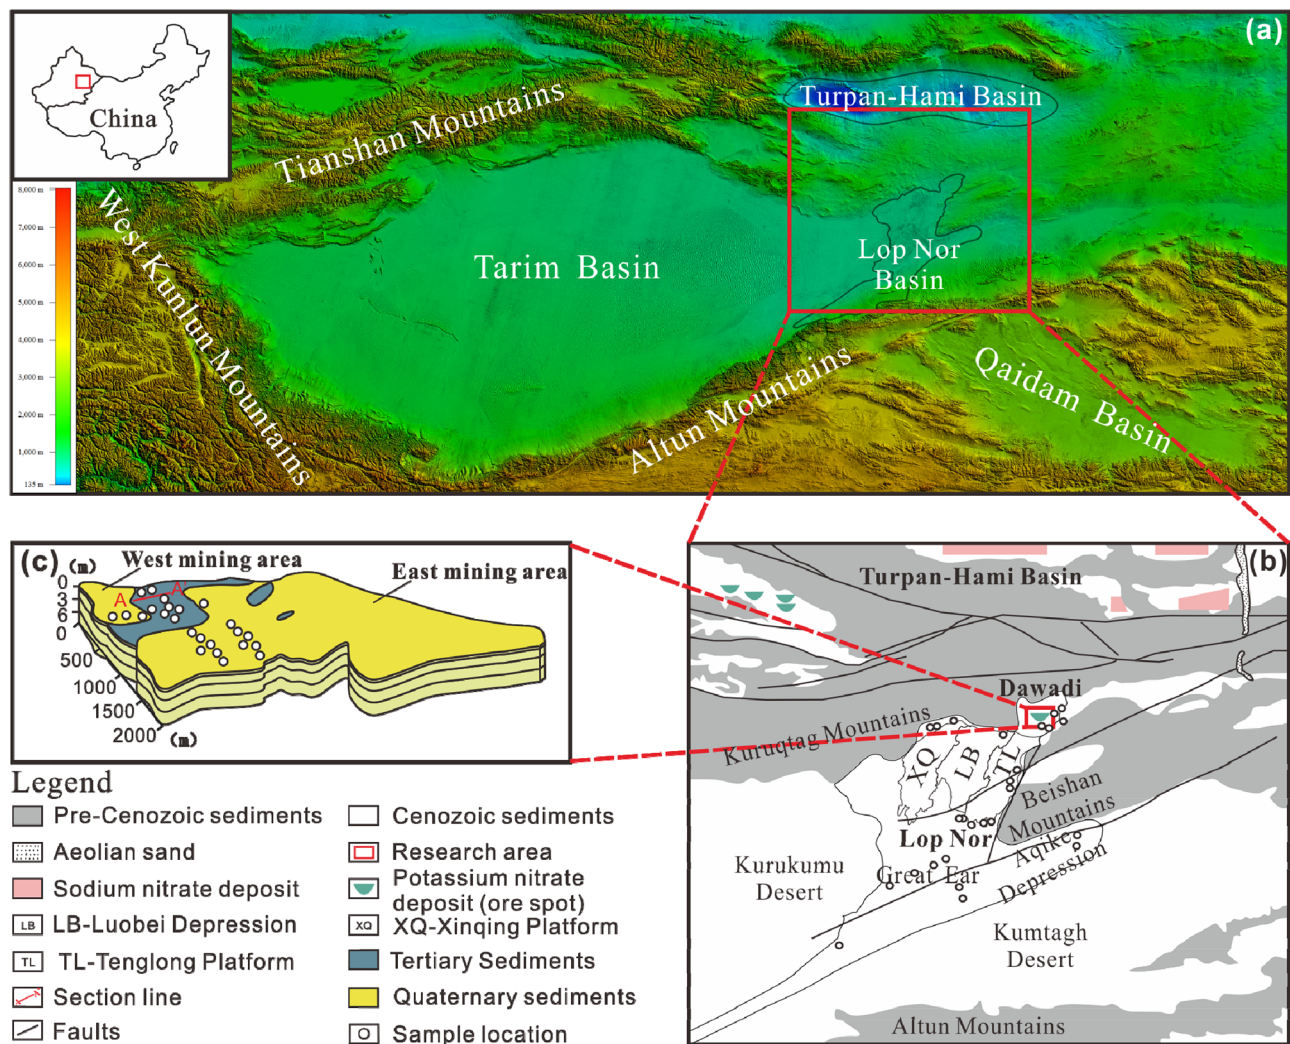 (a)
China
8,000 m
7,000 m
6,000 m
5,000 m
4,000 m
3,000 m
2,000 m
1,000 m
135 m
Tianshan Mountains
West Kunlun Mountains
Tarim Basin
Turpan-Hami Basin
Lop Nor
Basin
Altun Mountains
Qaidam Basin
(c)
West mining area
East mining area
0 (m)
3
6
0
500
1000
1500
2000
(m)
A
A'
(b)
Turpan-Hami Basin
Dawadi
Kuruqtag Mountains
XQ
LB
TL
Beishan
Mountains
Lop Nor
Great Ear
Aqike
Depression
Kurukumu
Desert
Kumtagh
Desert
Altun Mountains
Legend
Pre-Cenozoic sediments
Cenozoic sediments
Aeolian sand
Research area
Sodium nitrate deposit
Potassium nitrate
deposit (ore spot)
LB LB-Luobei Depression
XQ XQ-Xinqing Platform
TL TL-Tenglong Platform
Tertiary Sediments
Section line
Quaternary sediments
Faults
Sample location